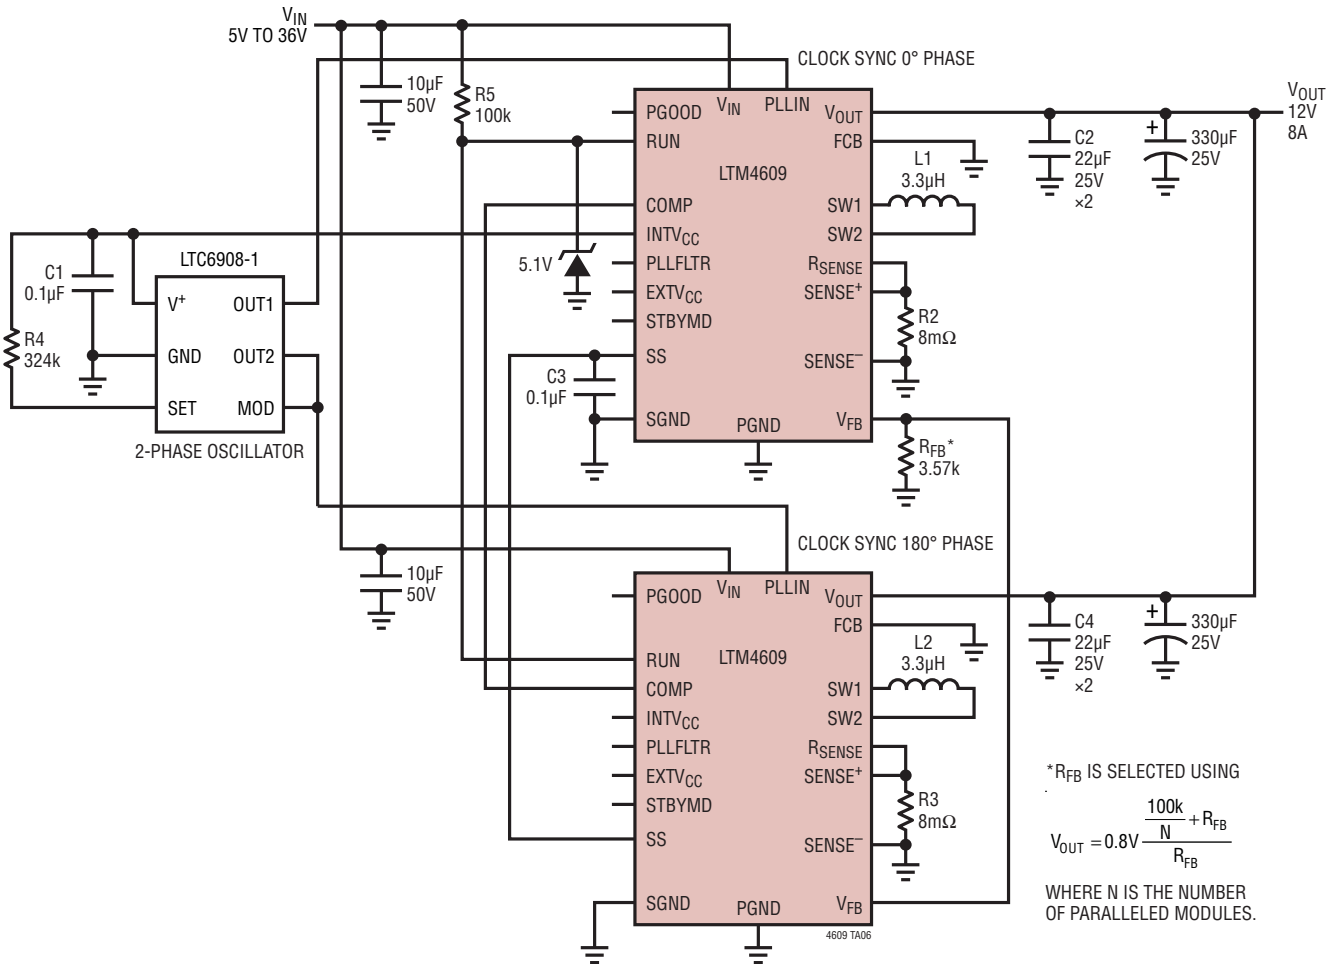 VIN
5V TO 36V
CLOCK SYNC 0° PHASE
10µF
50V
R5
100k
PGOOD
VIN
PLLIN
VOUT
RUN
FCB
LTM4609
COMP
SW1
INTVCC
SW2
PLLFLTR
RSENSE
EXTVCC
SENSE+
STBYMD
SS
SENSE–
SGND
PGND
VFB
L1
3.3µH
C2
22µF
25V
×2
+
330µF
25V
VOUT
12V
8A
5.1V
R2
8mΩ
C3
0.1µF
RFB*
3.57k
C1
0.1µF
R4
324k
LTC6908-1
V+
OUT1
GND
OUT2
SET
MOD
2-PHASE OSCILLATOR
CLOCK SYNC 180° PHASE
10µF
50V
PGOOD
VIN
PLLIN
VOUT
FCB
RUN
LTM4609
COMP
SW1
INTVCC
SW2
PLLFLTR
RSENSE
EXTVCC
SENSE+
STBYMD
SS
SENSE–
SGND
PGND
VFB
L2
3.3µH
C4
22µF
25V
×2
+
330µF
25V
R3
8mΩ
4609 TA06
*RFB IS SELECTED USING
.
VOUT = 0.8V (100k/N + RFB)/RFB
WHERE N IS THE NUMBER
OF PARALLELED MODULES.